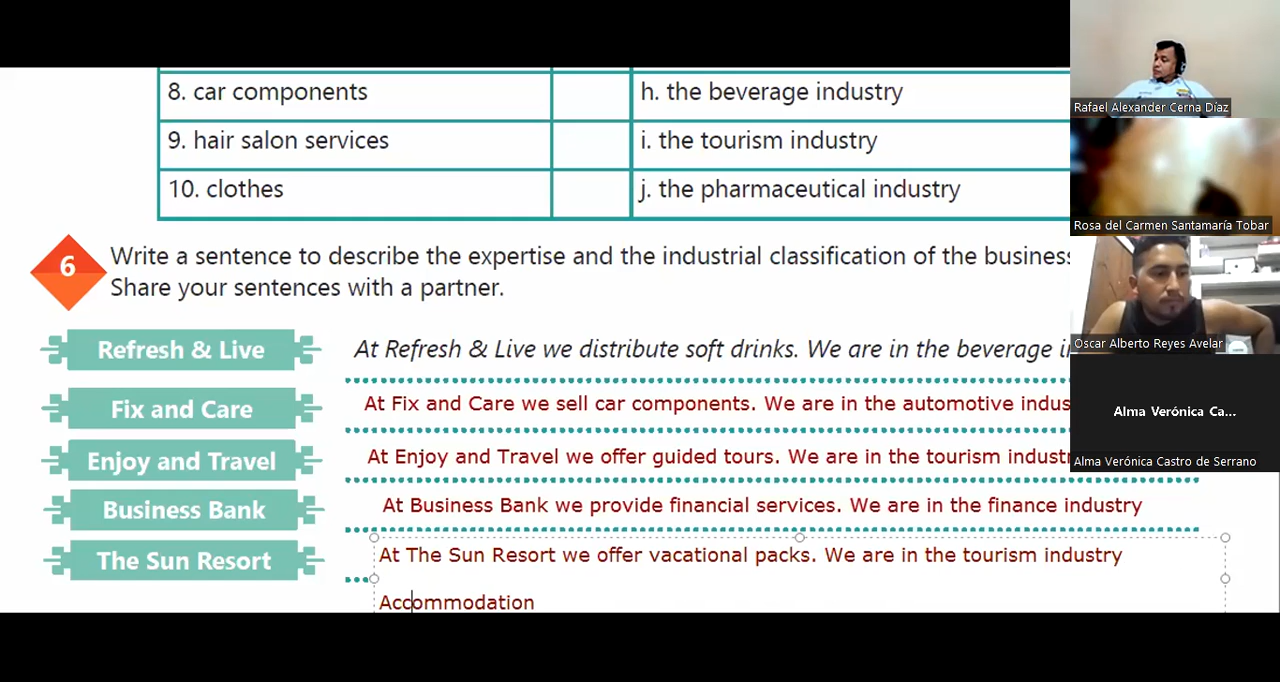 8. car components
h. the beverage industry
9. hair salon services
i. the tourism industry
10. clothes
j. the pharmaceutical industry
6
Write a sentence to describe the expertise and the industrial classification of the business
Share your sentences with a partner.
Refresh & Live
At Refresh & Live we distribute soft drinks. We are in the beverage
Fix and Care
At Fix and Care we sell car components. We are in the automotive
Enjoy and Travel
At Enjoy and Travel we offer guided tours. We are in the tourism
Business Bank
At Business Bank we provide financial services. We are in the finance industry
The Sun Resort
At The Sun Resort we offer vacational packs. We are in the tourism industry
Accommodation
Rafael Alexander Cerna Díaz
Rosa del Carmen Santamaría Tobar
Oscar Alberto Reyes Avelar
Alma Verónica Ca...
Alma Verónica Castro de Serrano